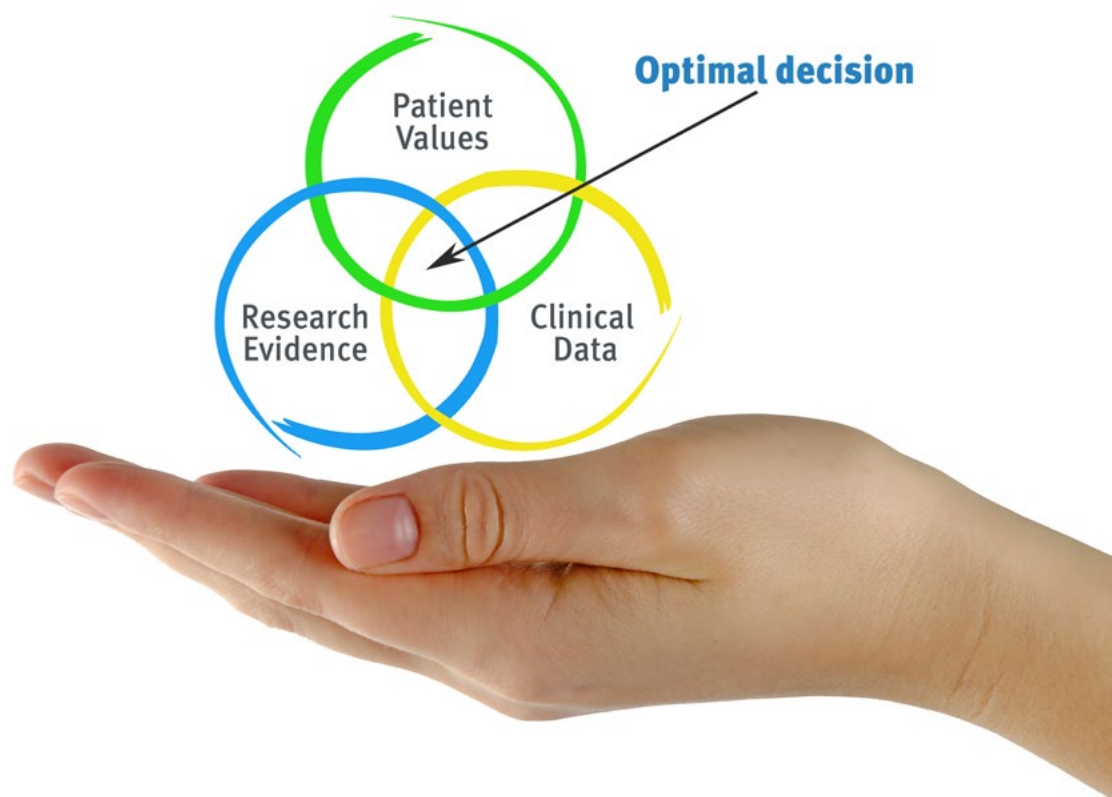 Optimal decision
Patient
Values
Research
Evidence
Clinical
Data